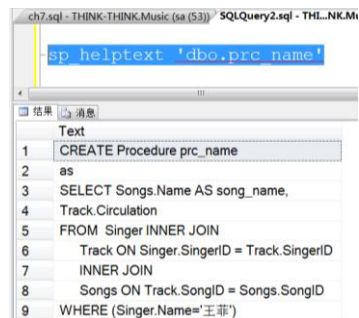 ch7.sql - THINK-THINK.Music (sa (53)) SQLQuery2.sql - THI...NK.Mu
sp_helptext 'dbo.prc_name'
结果 消息
Text
1 CREATE Procedure prc_name
2 as
3 SELECT Songs.Name AS song_name,
4 Track.Circulation
5 FROM Singer INNER JOIN
6 Track ON Singer.SingerID = Track.SingerID
7 INNER JOIN
8 Songs ON Track.SongID = Songs.SongID
9 WHERE (Singer.Name='王菲')